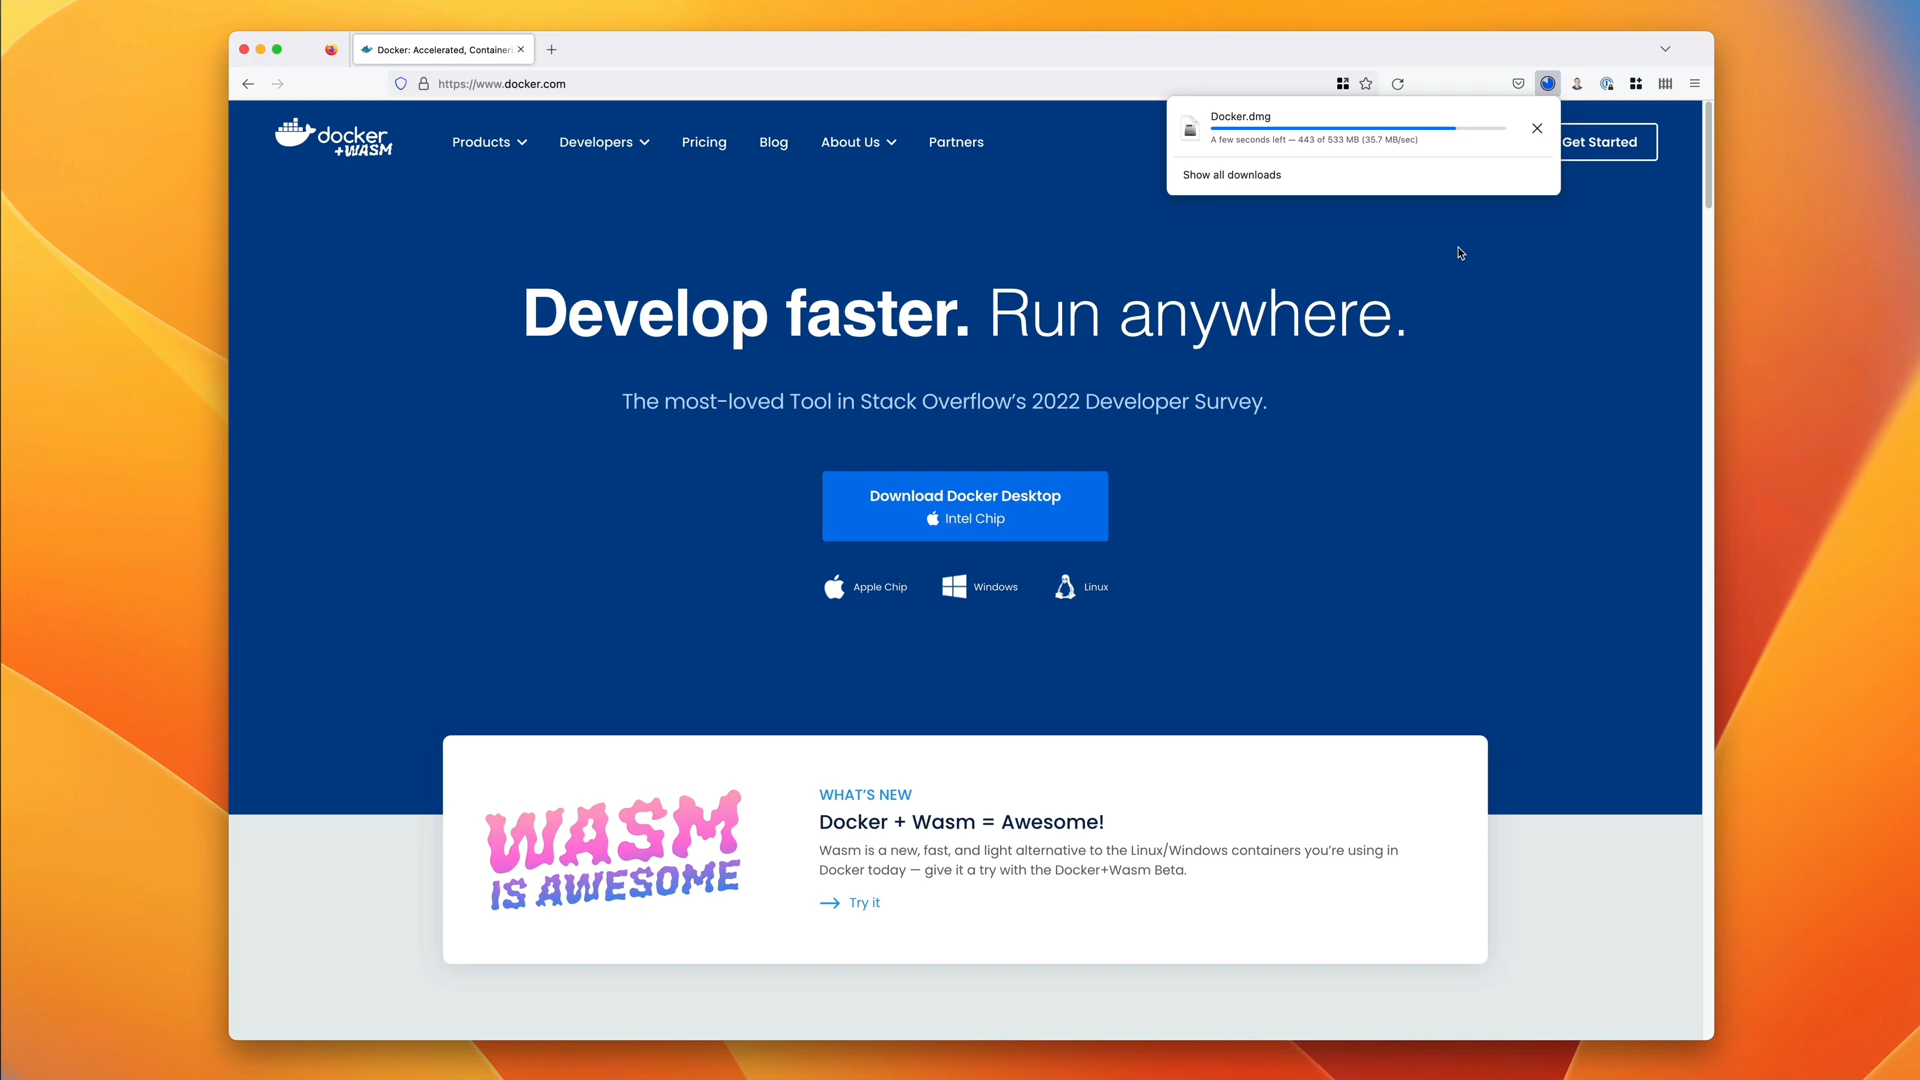 Docker: Accelerated, Container
https://www.docker.com
Docker.dmg
A few seconds left — 443 of 533 MB (35.7 MB/sec)
Show all downloads
docker
+WASM
Products
Developers
Pricing
Blog
About Us
Partners
Get Started
Develop faster. Run anywhere.
The most-loved Tool in Stack Overflow’s 2022 Developer Survey.
Download Docker Desktop
Intel Chip
Apple Chip
Windows
Linux
WASM
IS AWESOME
WHAT’S NEW
Docker + Wasm = Awesome!
Wasm is a new, fast, and light alternative to the Linux/Windows containers you’re using in
Docker today — give it a try with the Docker+Wasm Beta.
Try it